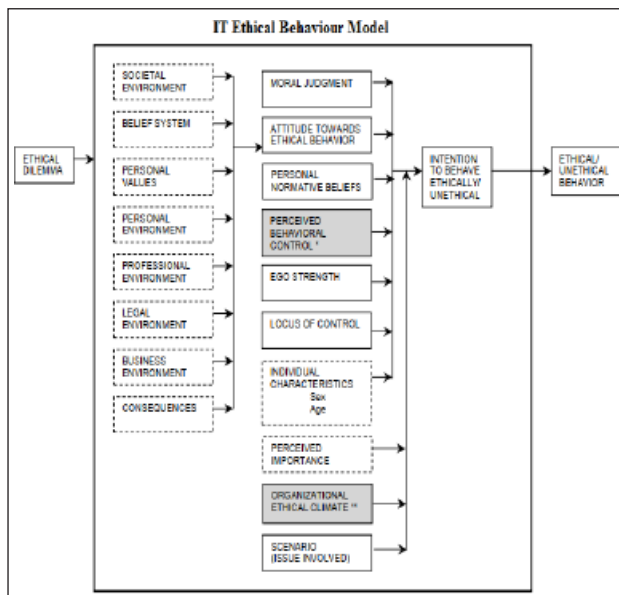 IT Ethical Behaviour Model
ETHICAL
DILEMMA
SOCIETAL
ENVIRONMENT
BELIEF SYSTEM
PERSONAL
VALUES
PERSONAL
ENVIRONMENT
PROFESSIONAL
ENVIRONMENT
LEGAL
ENVIRONMENT
BUSINESS
ENVIRONMENT
CONSEQUENCES
MORAL JUDGMENT
ATTITUDE TOWARDS
ETHICAL BEHAVIOR
PERSONAL
NORMATIVE BELIEFS
PERCEIVED
BEHAVIORAL
CONTROL *
EGO STRENGTH
LOCUS OF CONTROL
INDIVIDUAL
CHARACTERISTICS
Sex
Age
PERCEIVED
IMPORTANCE
ORGANIZATIONAL
ETHICAL CLIMATE **
SCENARIO
(ISSUE INVOLVED)
INTENTION
TO BEHAVE
ETHICALLY/
UNETHICAL
ETHICAL/
UNETHICAL
BEHAVIOR